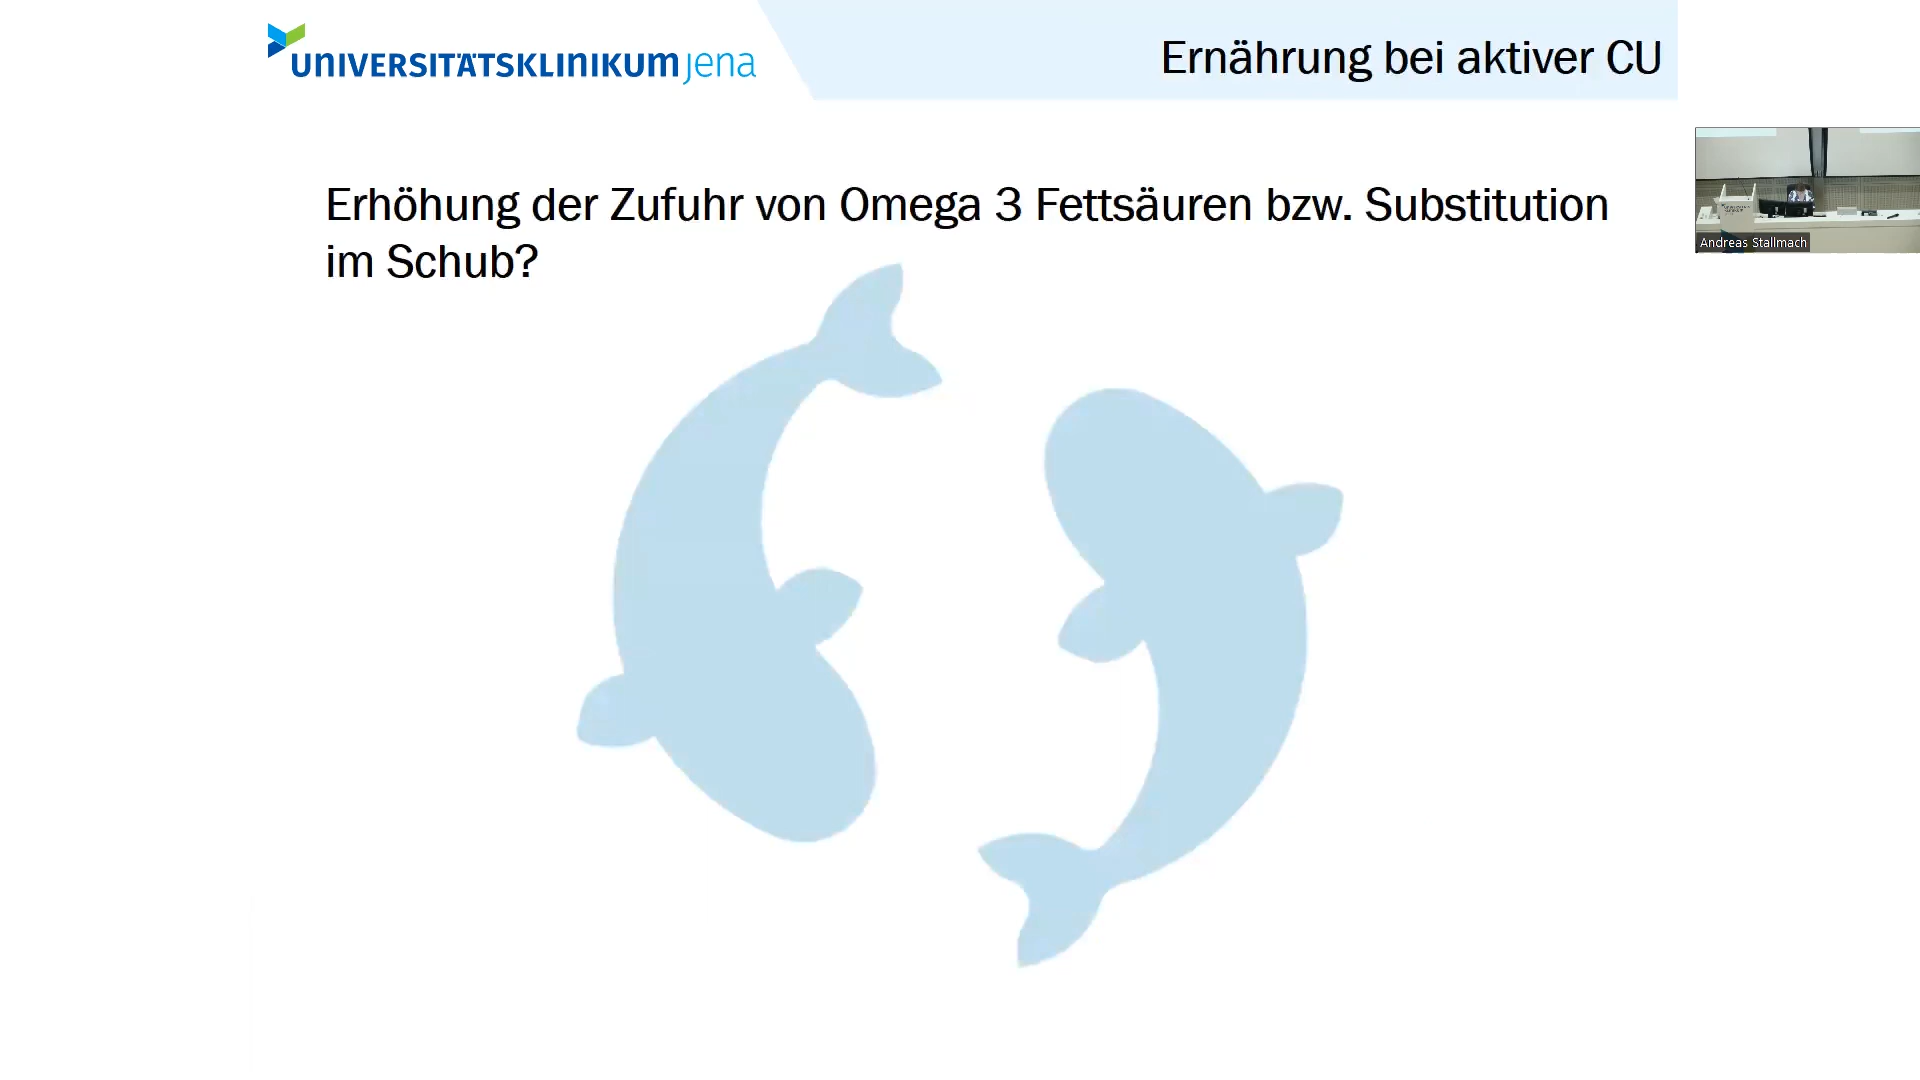 UNIVERSITÄTSKLINIKUM jena
Ernährung bei aktiver CU
Erhöhung der Zufuhr von Omega 3 Fettsäuren bzw. Substitution
im Schub?
Andreas Stallmach